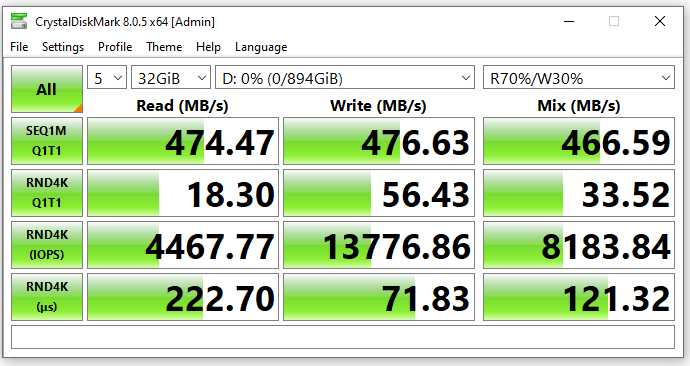 CrystalDiskMark 8.0.5 x64 [Admin]
File Settings Profile Theme Help Language
All 5 32GiB D: 0% (0/894GiB) R70%/W30%
Read (MB/s) Write (MB/s) Mix (MB/s)
SEQ1M
Q1T1 474.47 476.63 466.59
RND4K
Q1T1 18.30 56.43 33.52
RND4K
(IOPS) 4467.77 13776.86 8183.84
RND4K
(μs) 222.70 71.83 121.32